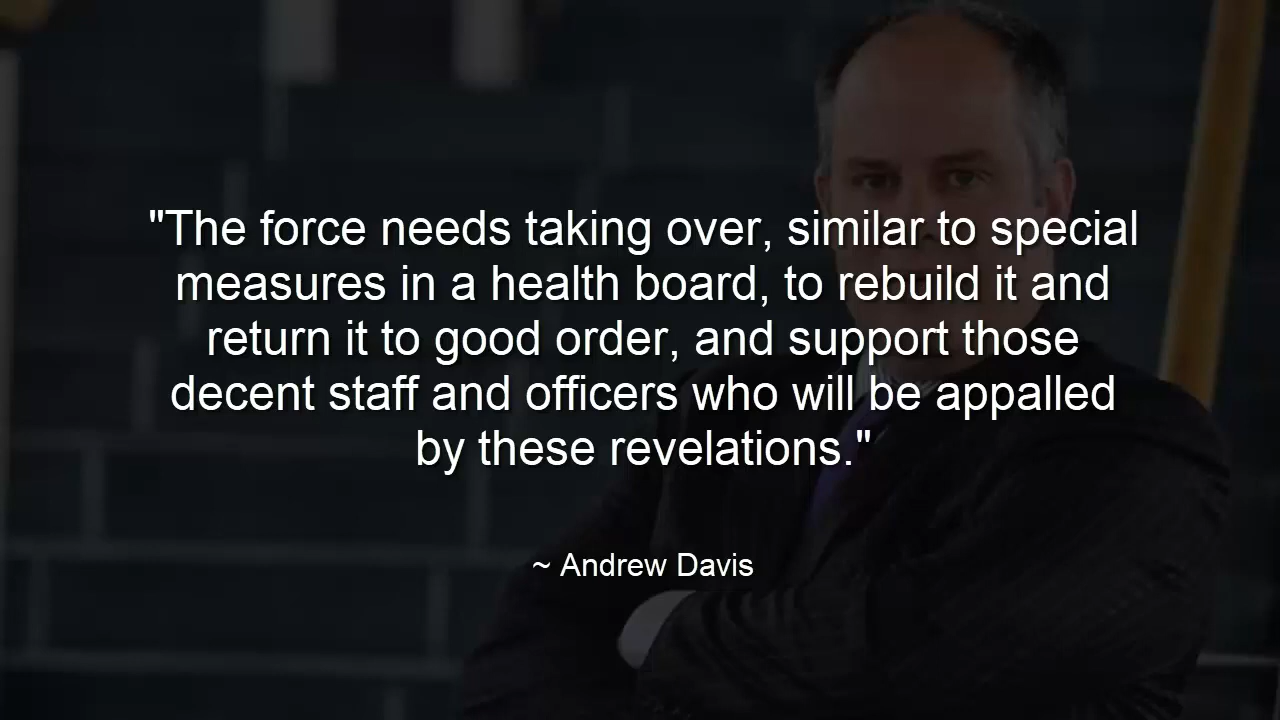 "The force needs taking over, similar to special
measures in a health board, to rebuild it and
return it to good order, and support those
decent staff and officers who will be appalled
by these revelations."
~ Andrew Davis